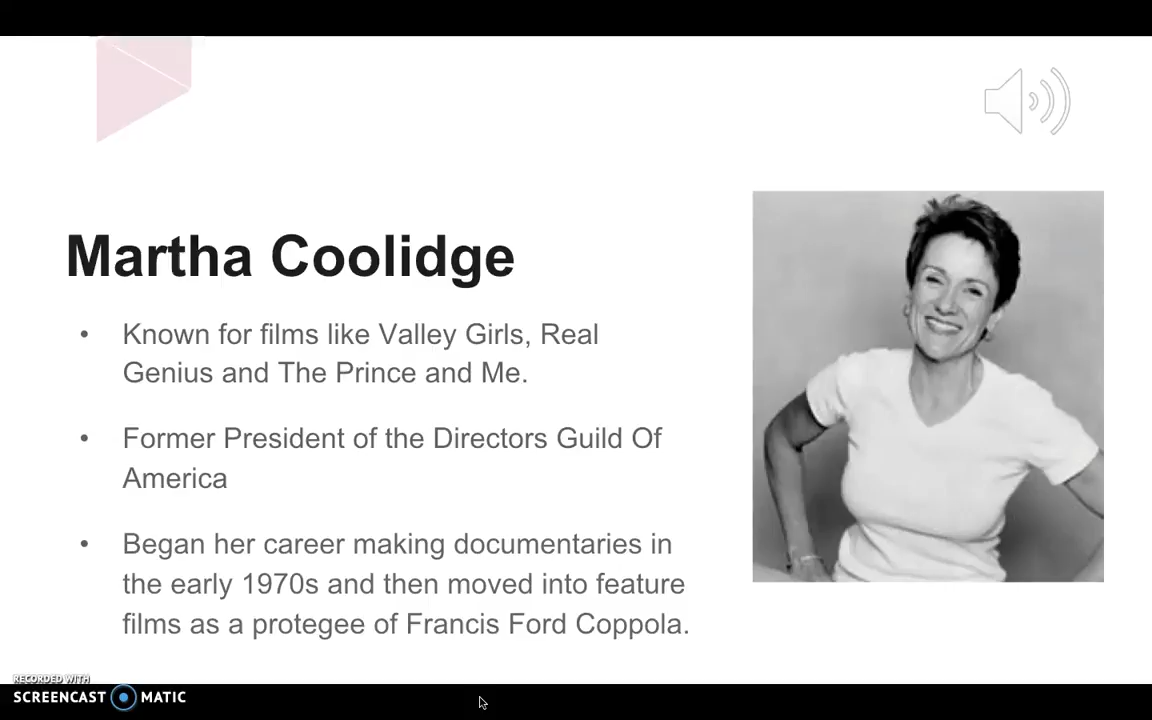 Martha Coolidge
• Known for films like Valley Girls, Real
Genius and The Prince and Me.
• Former President of the Directors Guild Of
America
• Began her career making documentaries in
the early 1970s and then moved into feature
films as a protegee of Francis Ford Coppola.
RECORDED WITH
SCREENCAST MATIC